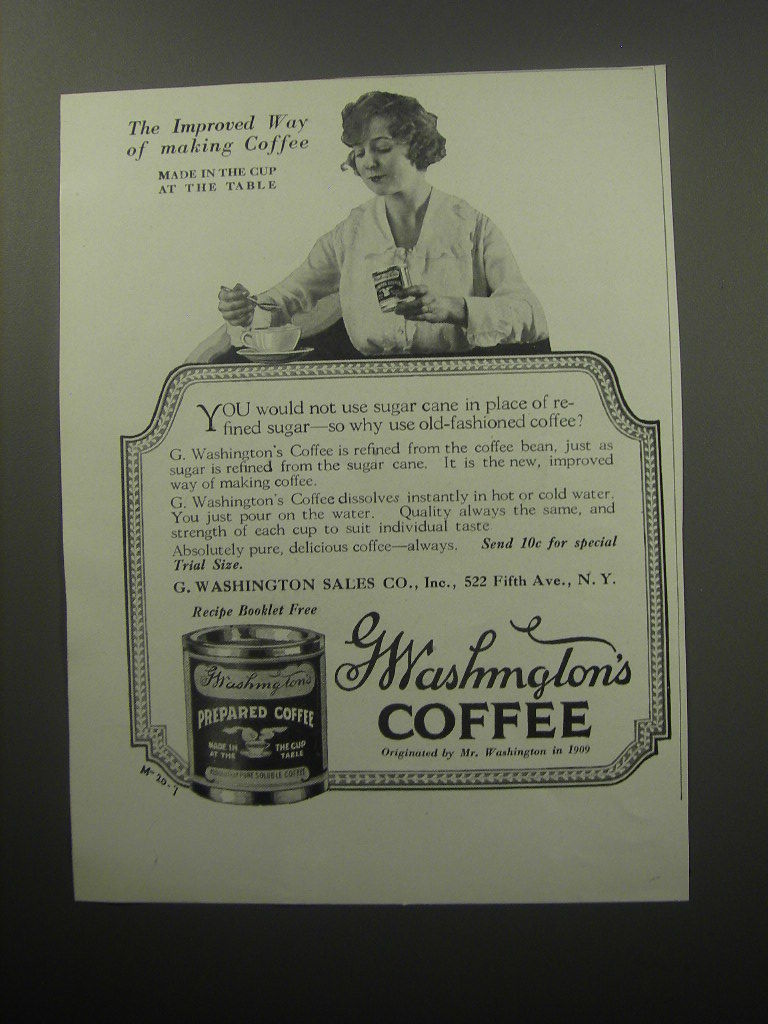 The Improved Way
of making Coffee
MADE IN THE CUP
AT THE TABLE
YOU would not use sugar cane in place of re-
fined sugar—so why use old-fashioned coffee?
G. Washington's Coffee is refined from the coffee bean, just as
sugar is refined from the sugar cane. It is the new, improved
way of making coffee.
G. Washington's Coffee dissolves instantly in hot or cold water.
You just pour on the water. Quality always the same, and
strength of each cup to suit individual taste
Absolutely pure, delicious coffee—always. Send 10c for special
Trial Size.
G. WASHINGTON SALES CO., Inc., 522 Fifth Ave., N. Y.
Recipe Booklet Free
G Washington's
PREPARED COFFEE
MADE IN THE CUP
AT THE TABLE
PURE SOLUBLE COFFEE
G Washington's
COFFEE
Originated by Mr. Washington in 1909
M-20-7